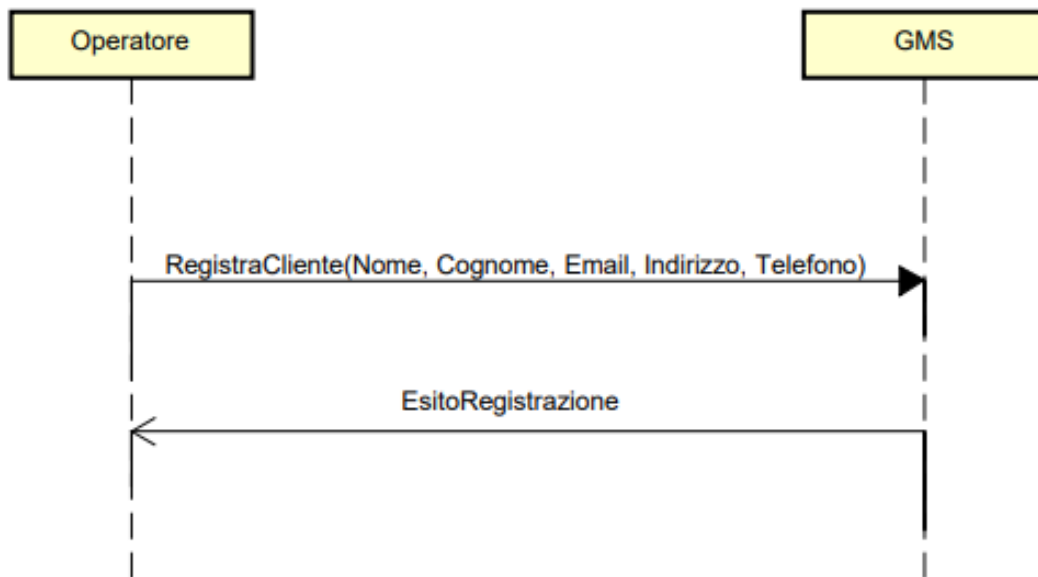 Operatore
GMS
RegistraCliente(Nome, Cognome, Email, Indirizzo, Telefono)
EsitoRegistrazione